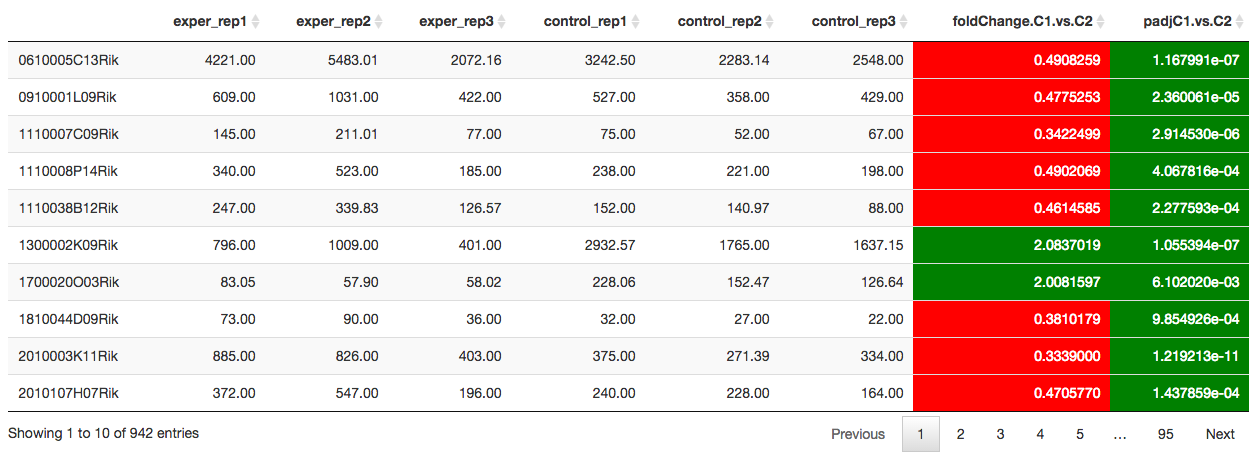 exper_rep1 exper_rep2 exper_rep3 control_rep1 control_rep2 control_rep3 foldChange.C1.vs.C2 padjC1.vs.C2
0610005C13Rik 4221.00 5483.01 2072.16 3242.50 2283.14 2548.00 0.4908259 1.167991e-07
0910001L09Rik 609.00 1031.00 422.00 527.00 358.00 429.00 0.4775253 2.360061e-05
1110007C09Rik 145.00 211.01 77.00 75.00 52.00 67.00 0.3422499 2.914530e-06
1110008P14Rik 340.00 523.00 185.00 238.00 221.00 198.00 0.4902069 4.067816e-04
1110038B12Rik 247.00 339.83 126.57 152.00 140.97 88.00 0.4614585 2.277593e-04
1300002K09Rik 796.00 1009.00 401.00 2932.57 1765.00 1637.15 2.0837019 1.055394e-07
1700020O03Rik 83.05 57.90 58.02 228.06 152.47 126.64 2.0081597 6.102020e-03
1810044D09Rik 73.00 90.00 36.00 32.00 27.00 22.00 0.3810179 9.854926e-04
2010003K11Rik 885.00 826.00 403.00 375.00 271.39 334.00 0.3339000 1.219213e-11
2010107H07Rik 372.00 547.00 196.00 240.00 228.00 164.00 0.4705770 1.437859e-04
Showing 1 to 10 of 942 entries Previous 1 2 3 4 5 … 95 Next